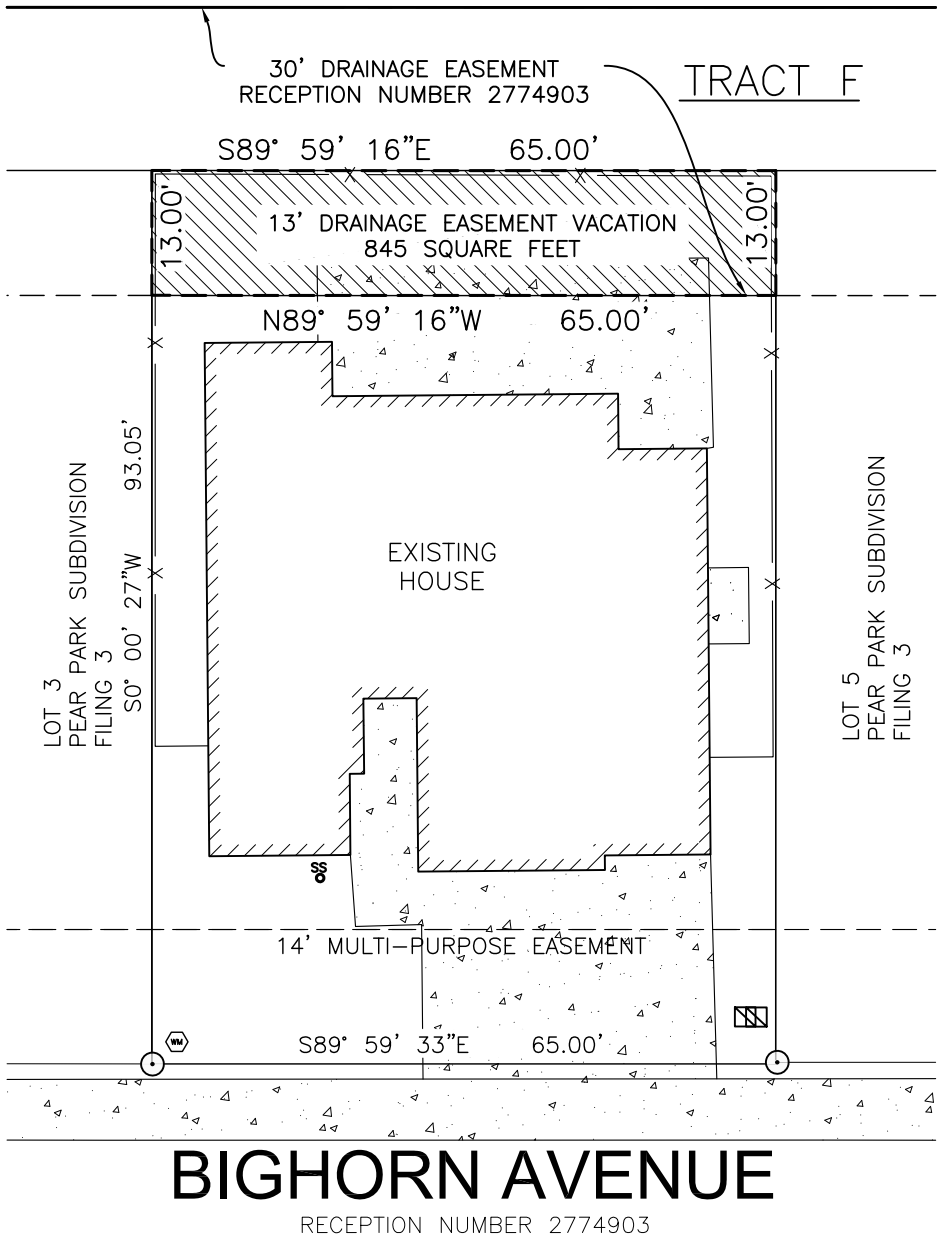 30' DRAINAGE EASEMENT
RECEPTION NUMBER 2774903
TRACT F
S89° 59' 16"E 65.00'
13.00'
13' DRAINAGE EASEMENT VACATION
845 SQUARE FEET
13.00'
N89° 59' 16"W 65.00'
LOT 3
PEAR PARK SUBDIVISION
FILING 3
S0° 00' 27"W 93.05'
EXISTING
HOUSE
LOT 5
PEAR PARK SUBDIVISION
FILING 3
SS
14' MULTI-PURPOSE EASEMENT
WM
S89° 59' 33"E 65.00'
BIGHORN AVENUE
RECEPTION NUMBER 2774903